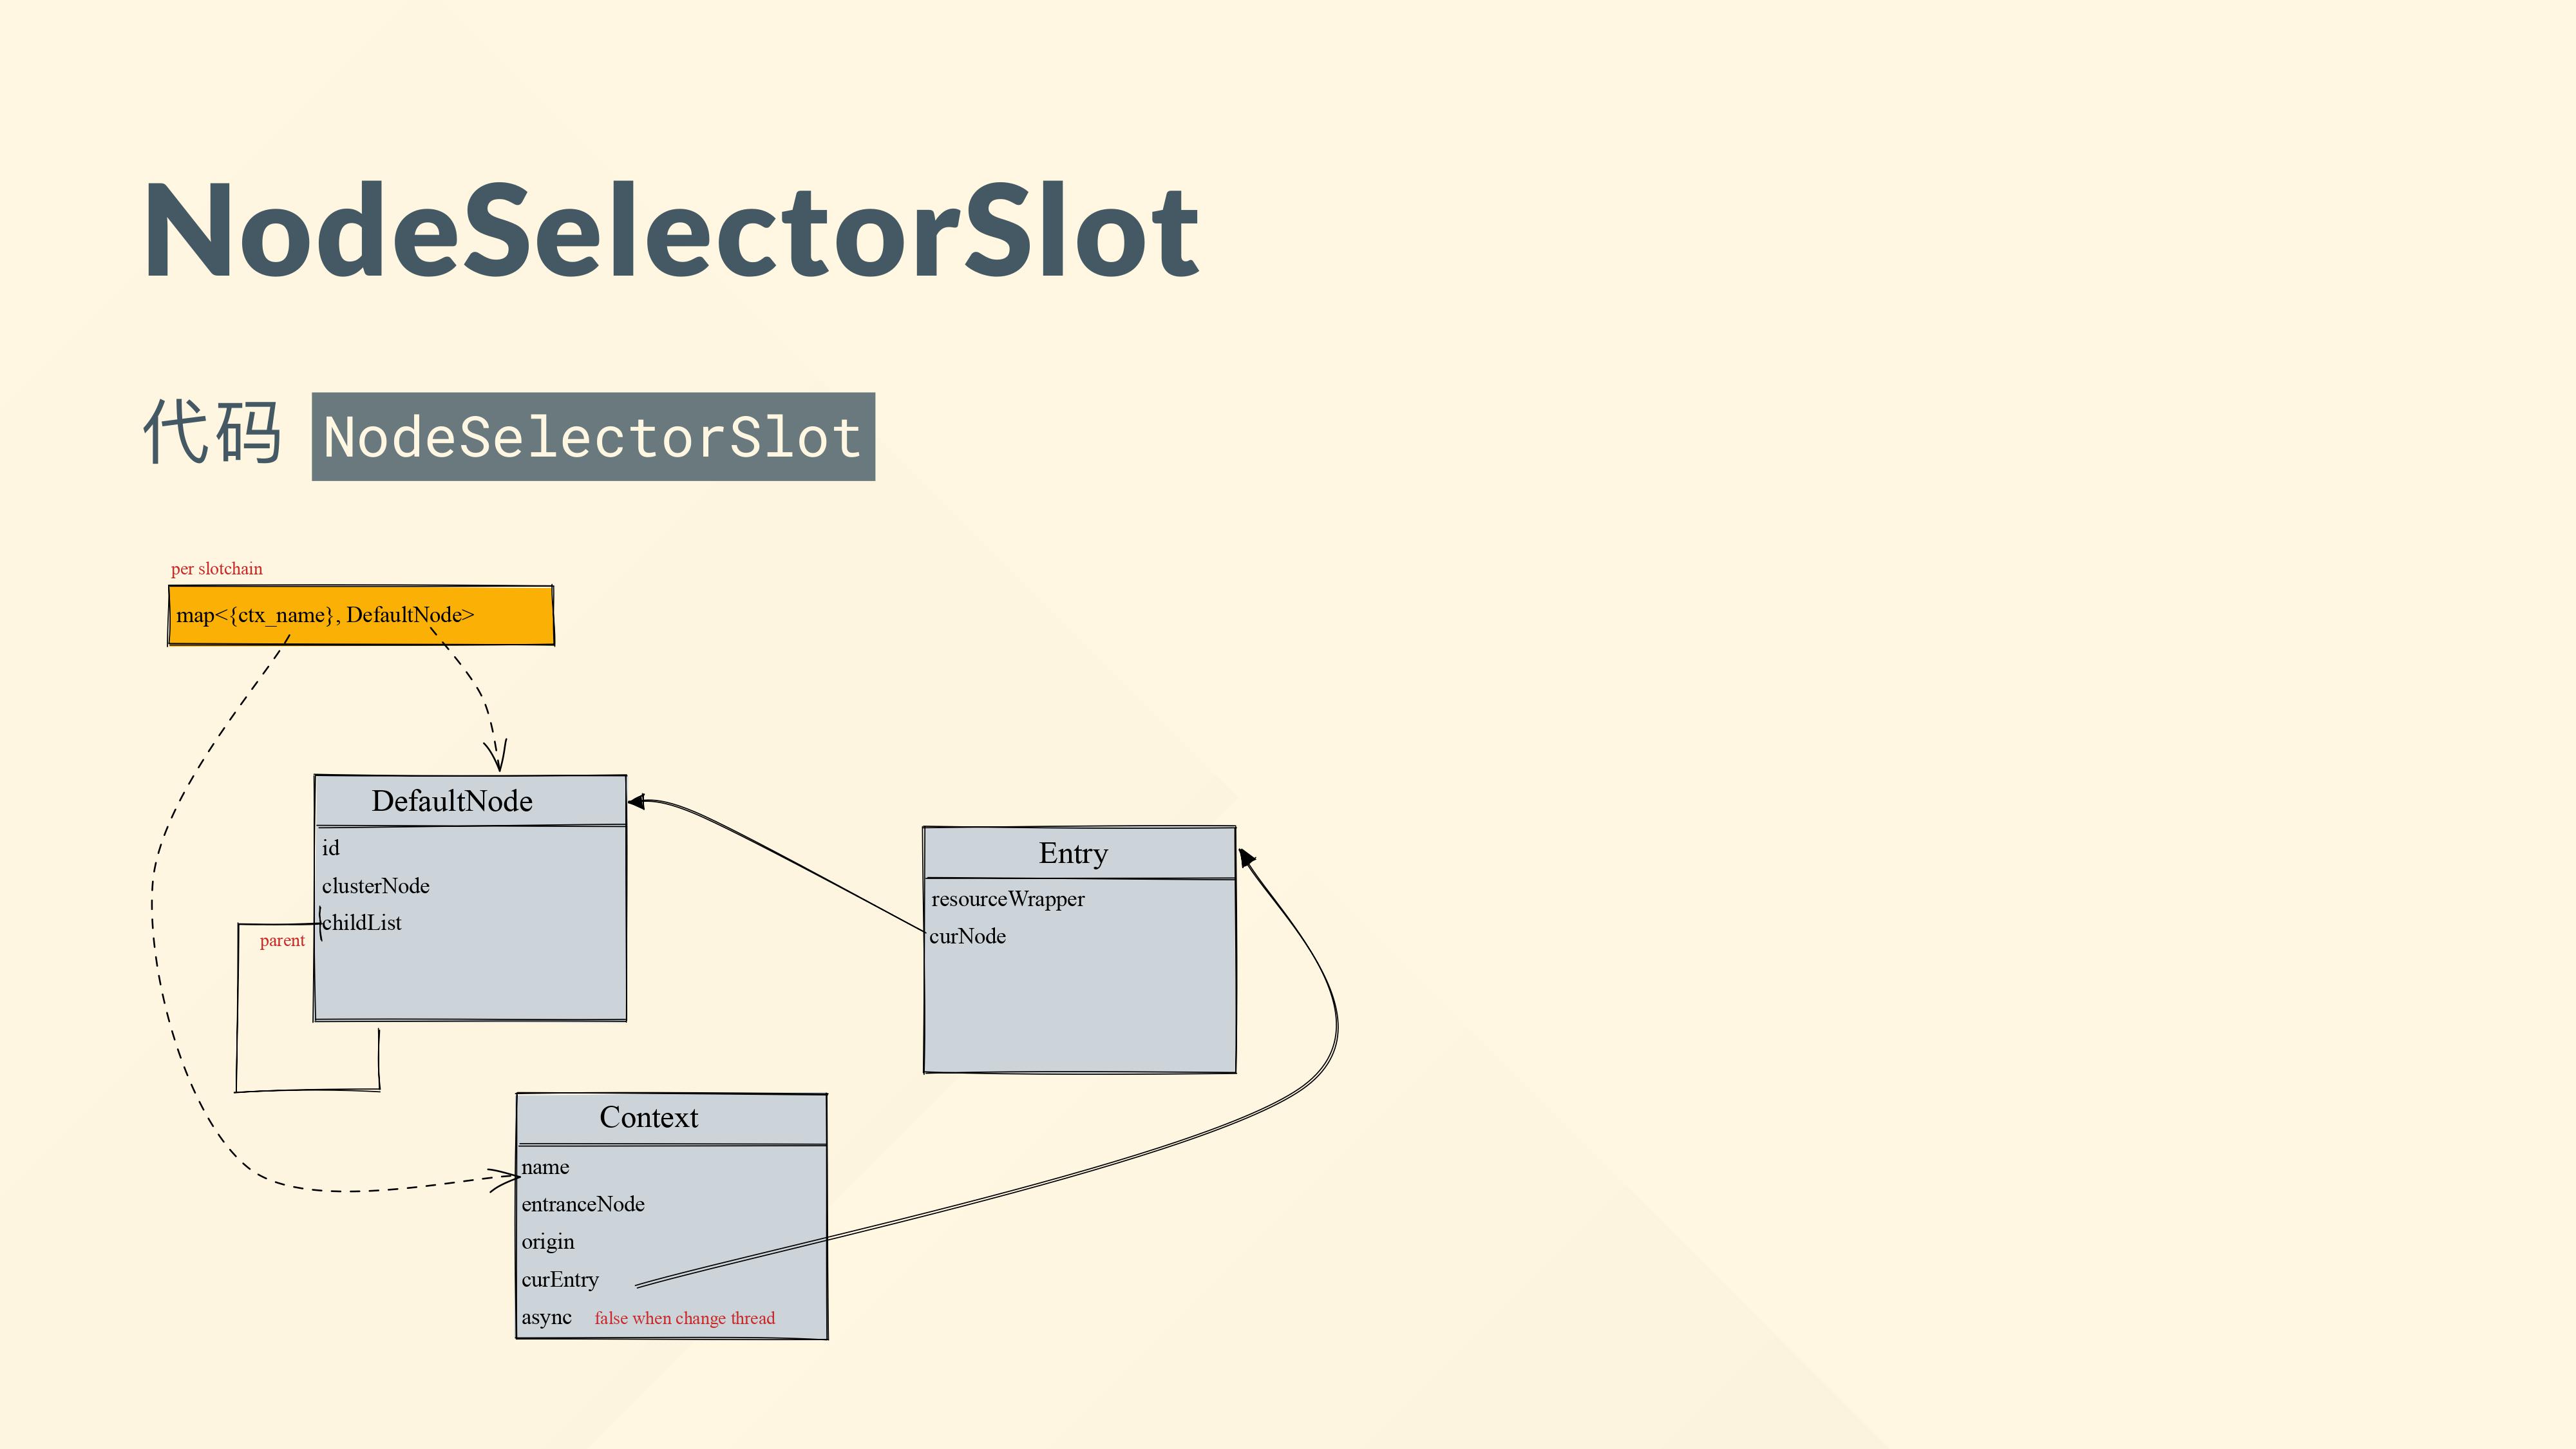 NodeSelectorSlot
代码 NodeSelectorSlot
per slotchain
map<{ctx_name}, DefaultNode>
DefaultNode
id
clusterNode
childList
parent
Entry
resourceWrapper
curNode
Context
name
entranceNode
origin
curEntry
async false when change thread